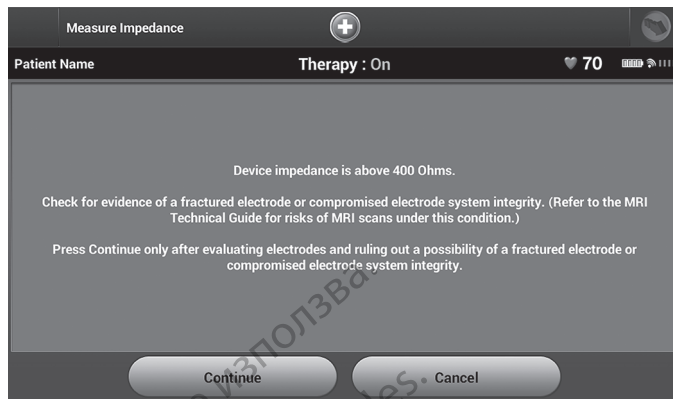 Measure Impedance
Patient Name Therapy : On 70
Device impedance is above 400 Ohms.
Check for evidence of a fractured electrode or compromised electrode system integrity. (Refer to the MRI
Technical Guide for risks of MRI scans under this condition.)
Press Continue only after evaluating electrodes and ruling out a possibility of a fractured electrode or
compromised electrode system integrity.
Continue Cancel
използва.